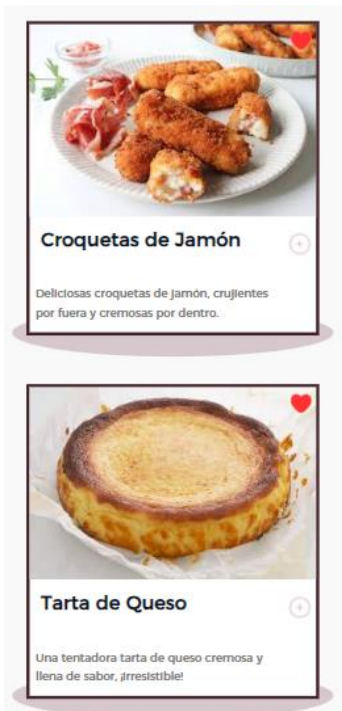 Croquetas de Jamón
Deliciosas croquetas de jamón, crujientes
por fuera y cremosas por dentro.
Tarta de Queso
Una tentadora tarta de queso cremosa y
llena de sabor, ¡irresistible!